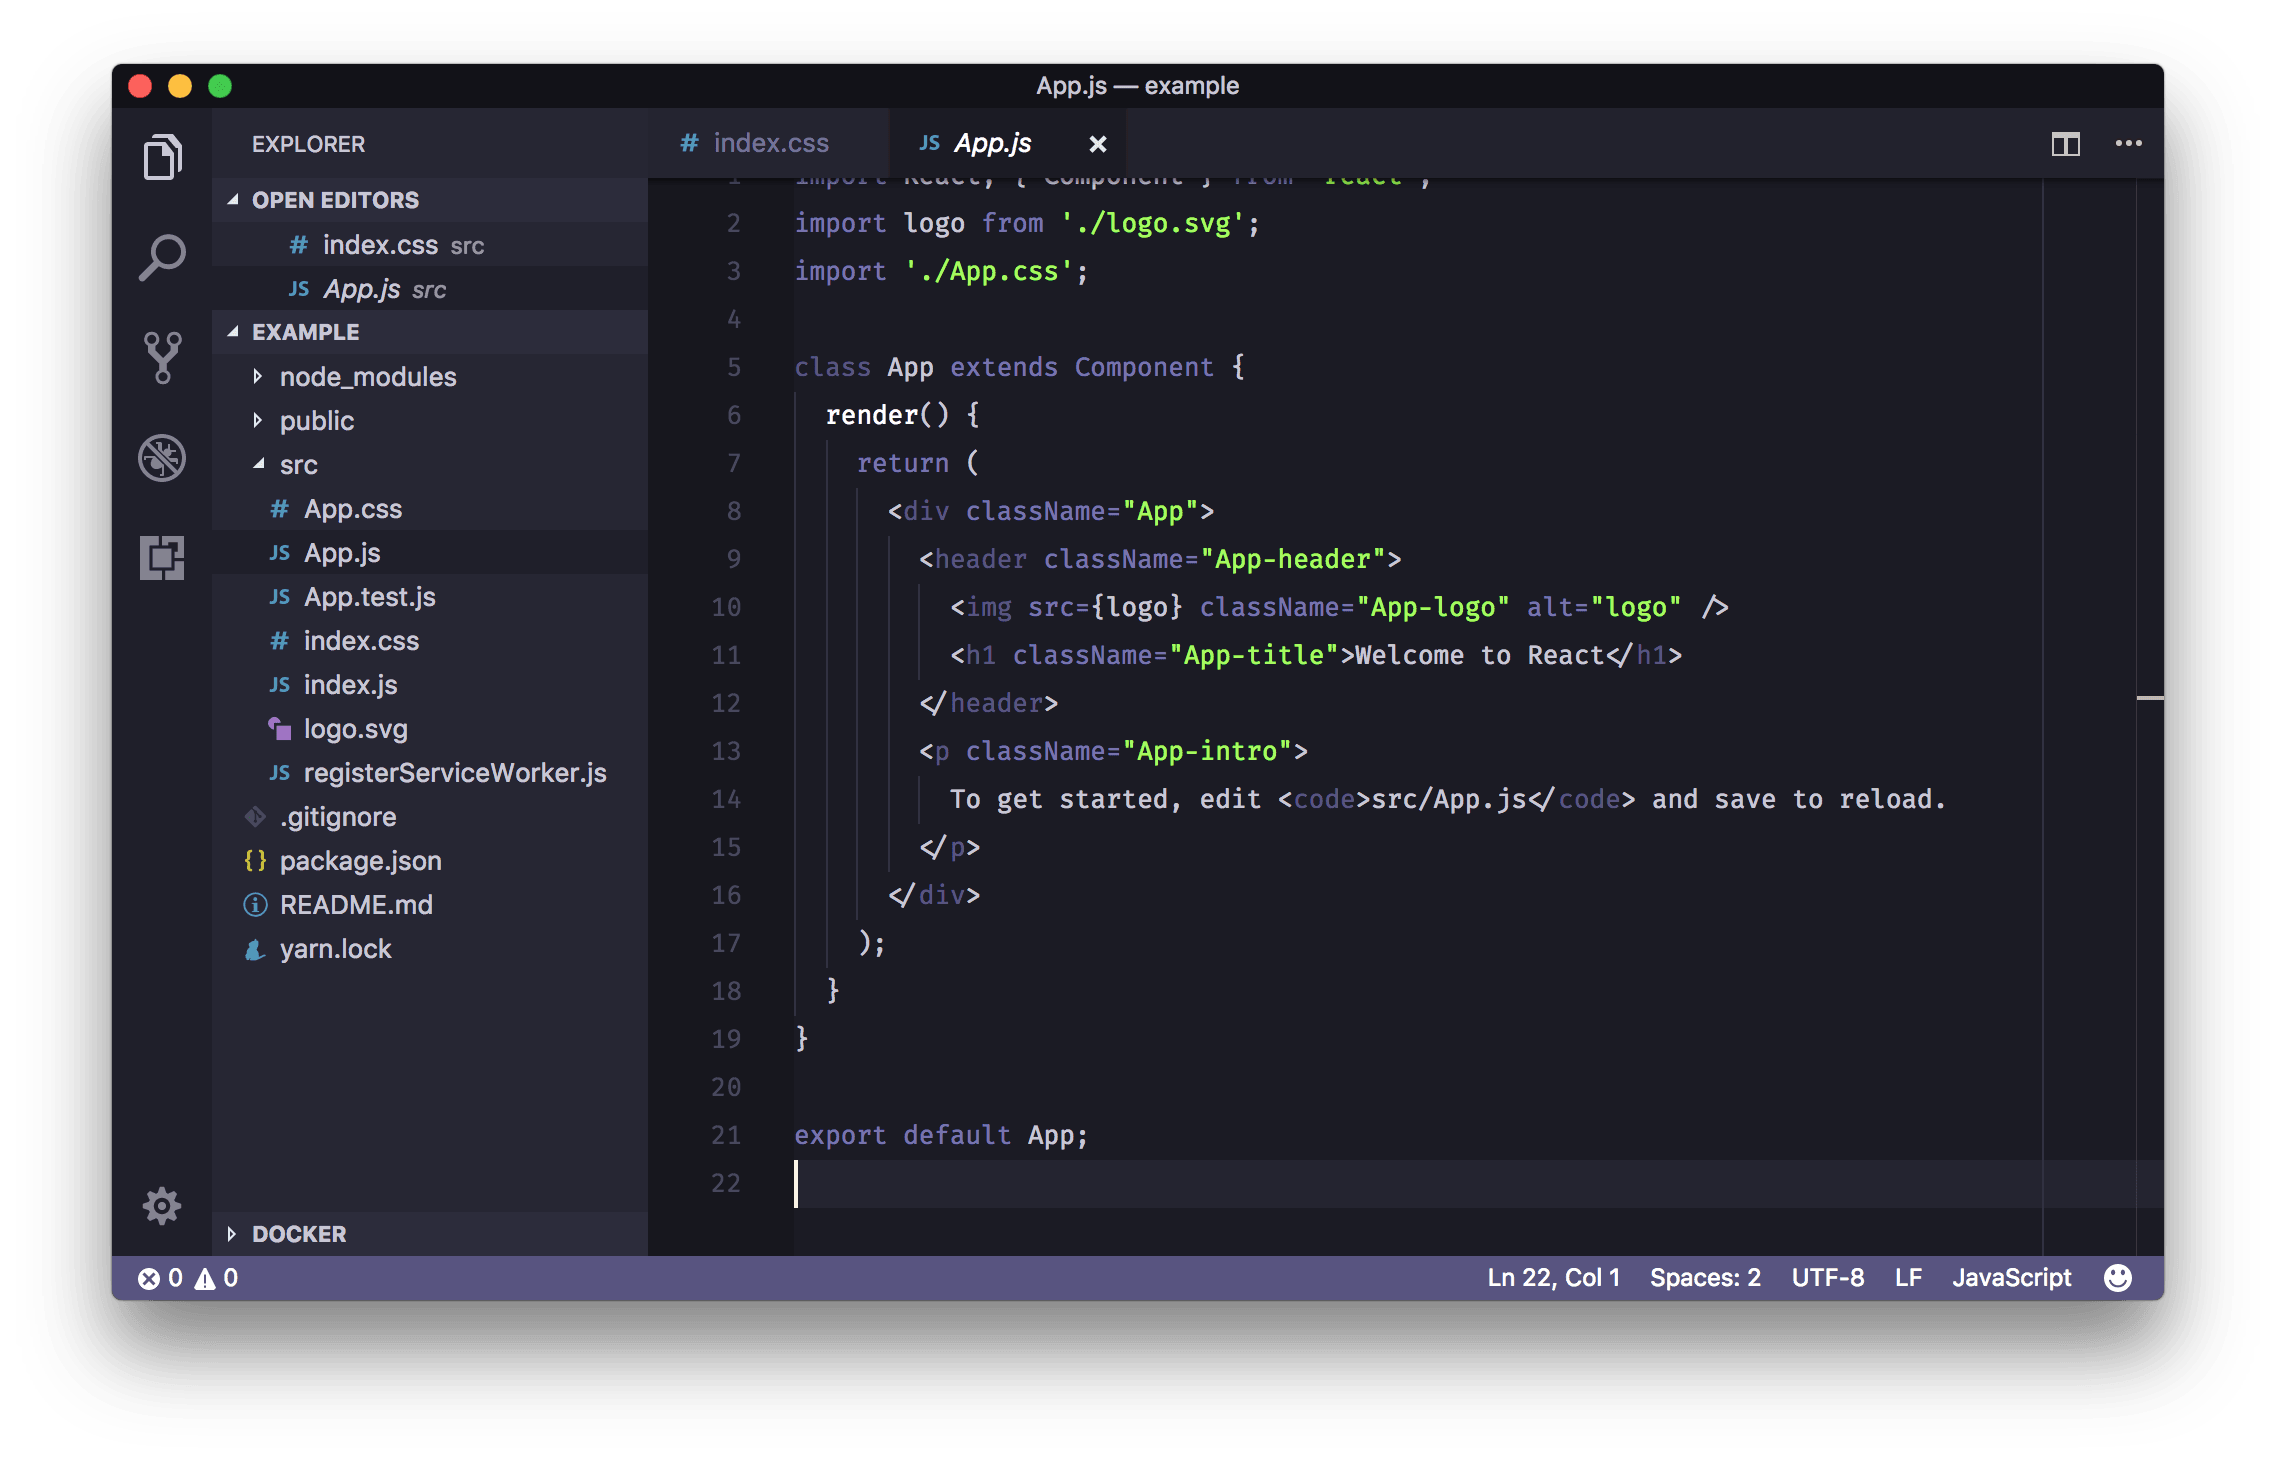 App.js — example
EXPLORER
OPEN EDITORS
# index.css src
JS App.js src
EXAMPLE
node_modules
public
src
# App.css
JS App.js
JS App.test.js
# index.css
JS index.js
logo.svg
JS registerServiceWorker.js
.gitignore
{} package.json
README.md
yarn.lock
DOCKER
# index.css
JS App.js
1 import React, { Component } from 'react';
2 import logo from './logo.svg';
3 import './App.css';
4
5 class App extends Component {
6 render() {
7 return (
8 <div className="App">
9 <header className="App-header">
10 <img src={logo} className="App-logo" alt="logo" />
11 <h1 className="App-title">Welcome to React</h1>
12 </header>
13 <p className="App-intro">
14 To get started, edit <code>src/App.js</code> and save to reload.
15 </p>
16 </div>
17 );
18 }
19 }
20
21 export default App;
22
0 0
Ln 22, Col 1 Spaces: 2 UTF-8 LF JavaScript